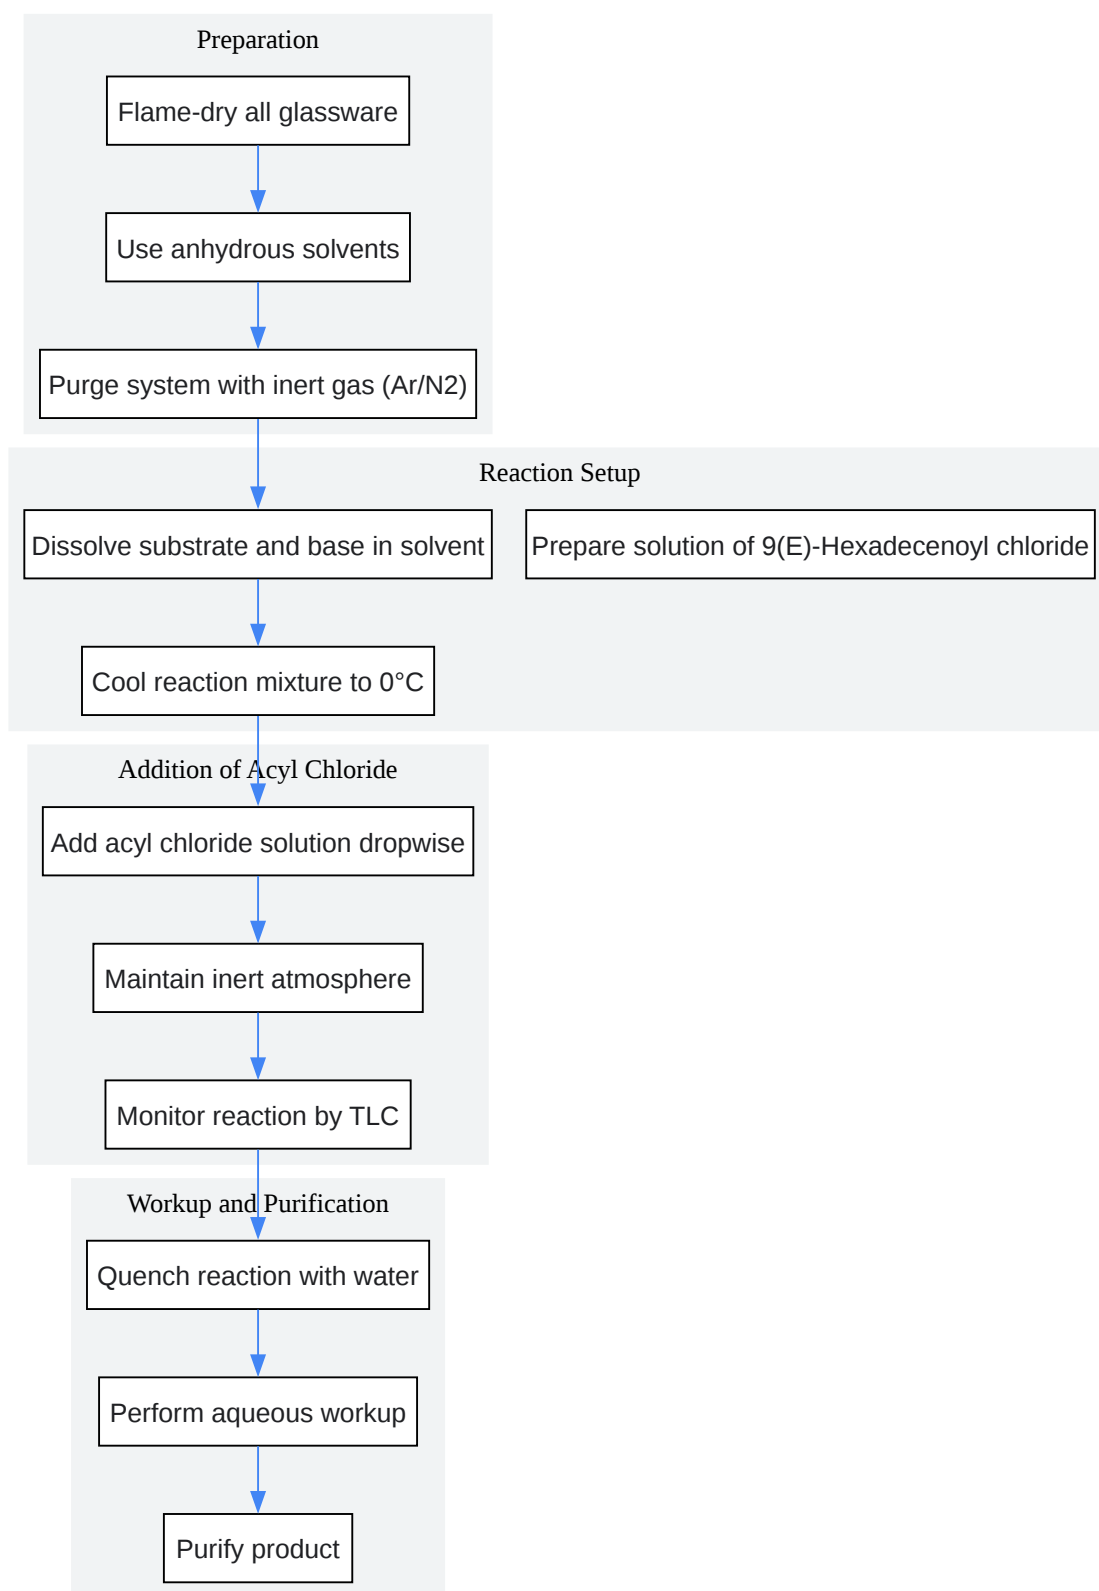 Preparation
Flame-dry all glassware
Use anhydrous solvents
Purge system with inert gas (Ar/N2)
Reaction Setup
Dissolve substrate and base in solvent
Prepare solution of 9(E)-Hexadecenoyl chloride
Cool reaction mixture to 0°C
Addition of Acyl Chloride
Add acyl chloride solution dropwise
Maintain inert atmosphere
Monitor reaction by TLC
Workup and Purification
Quench reaction with water
Perform aqueous workup
Purify product